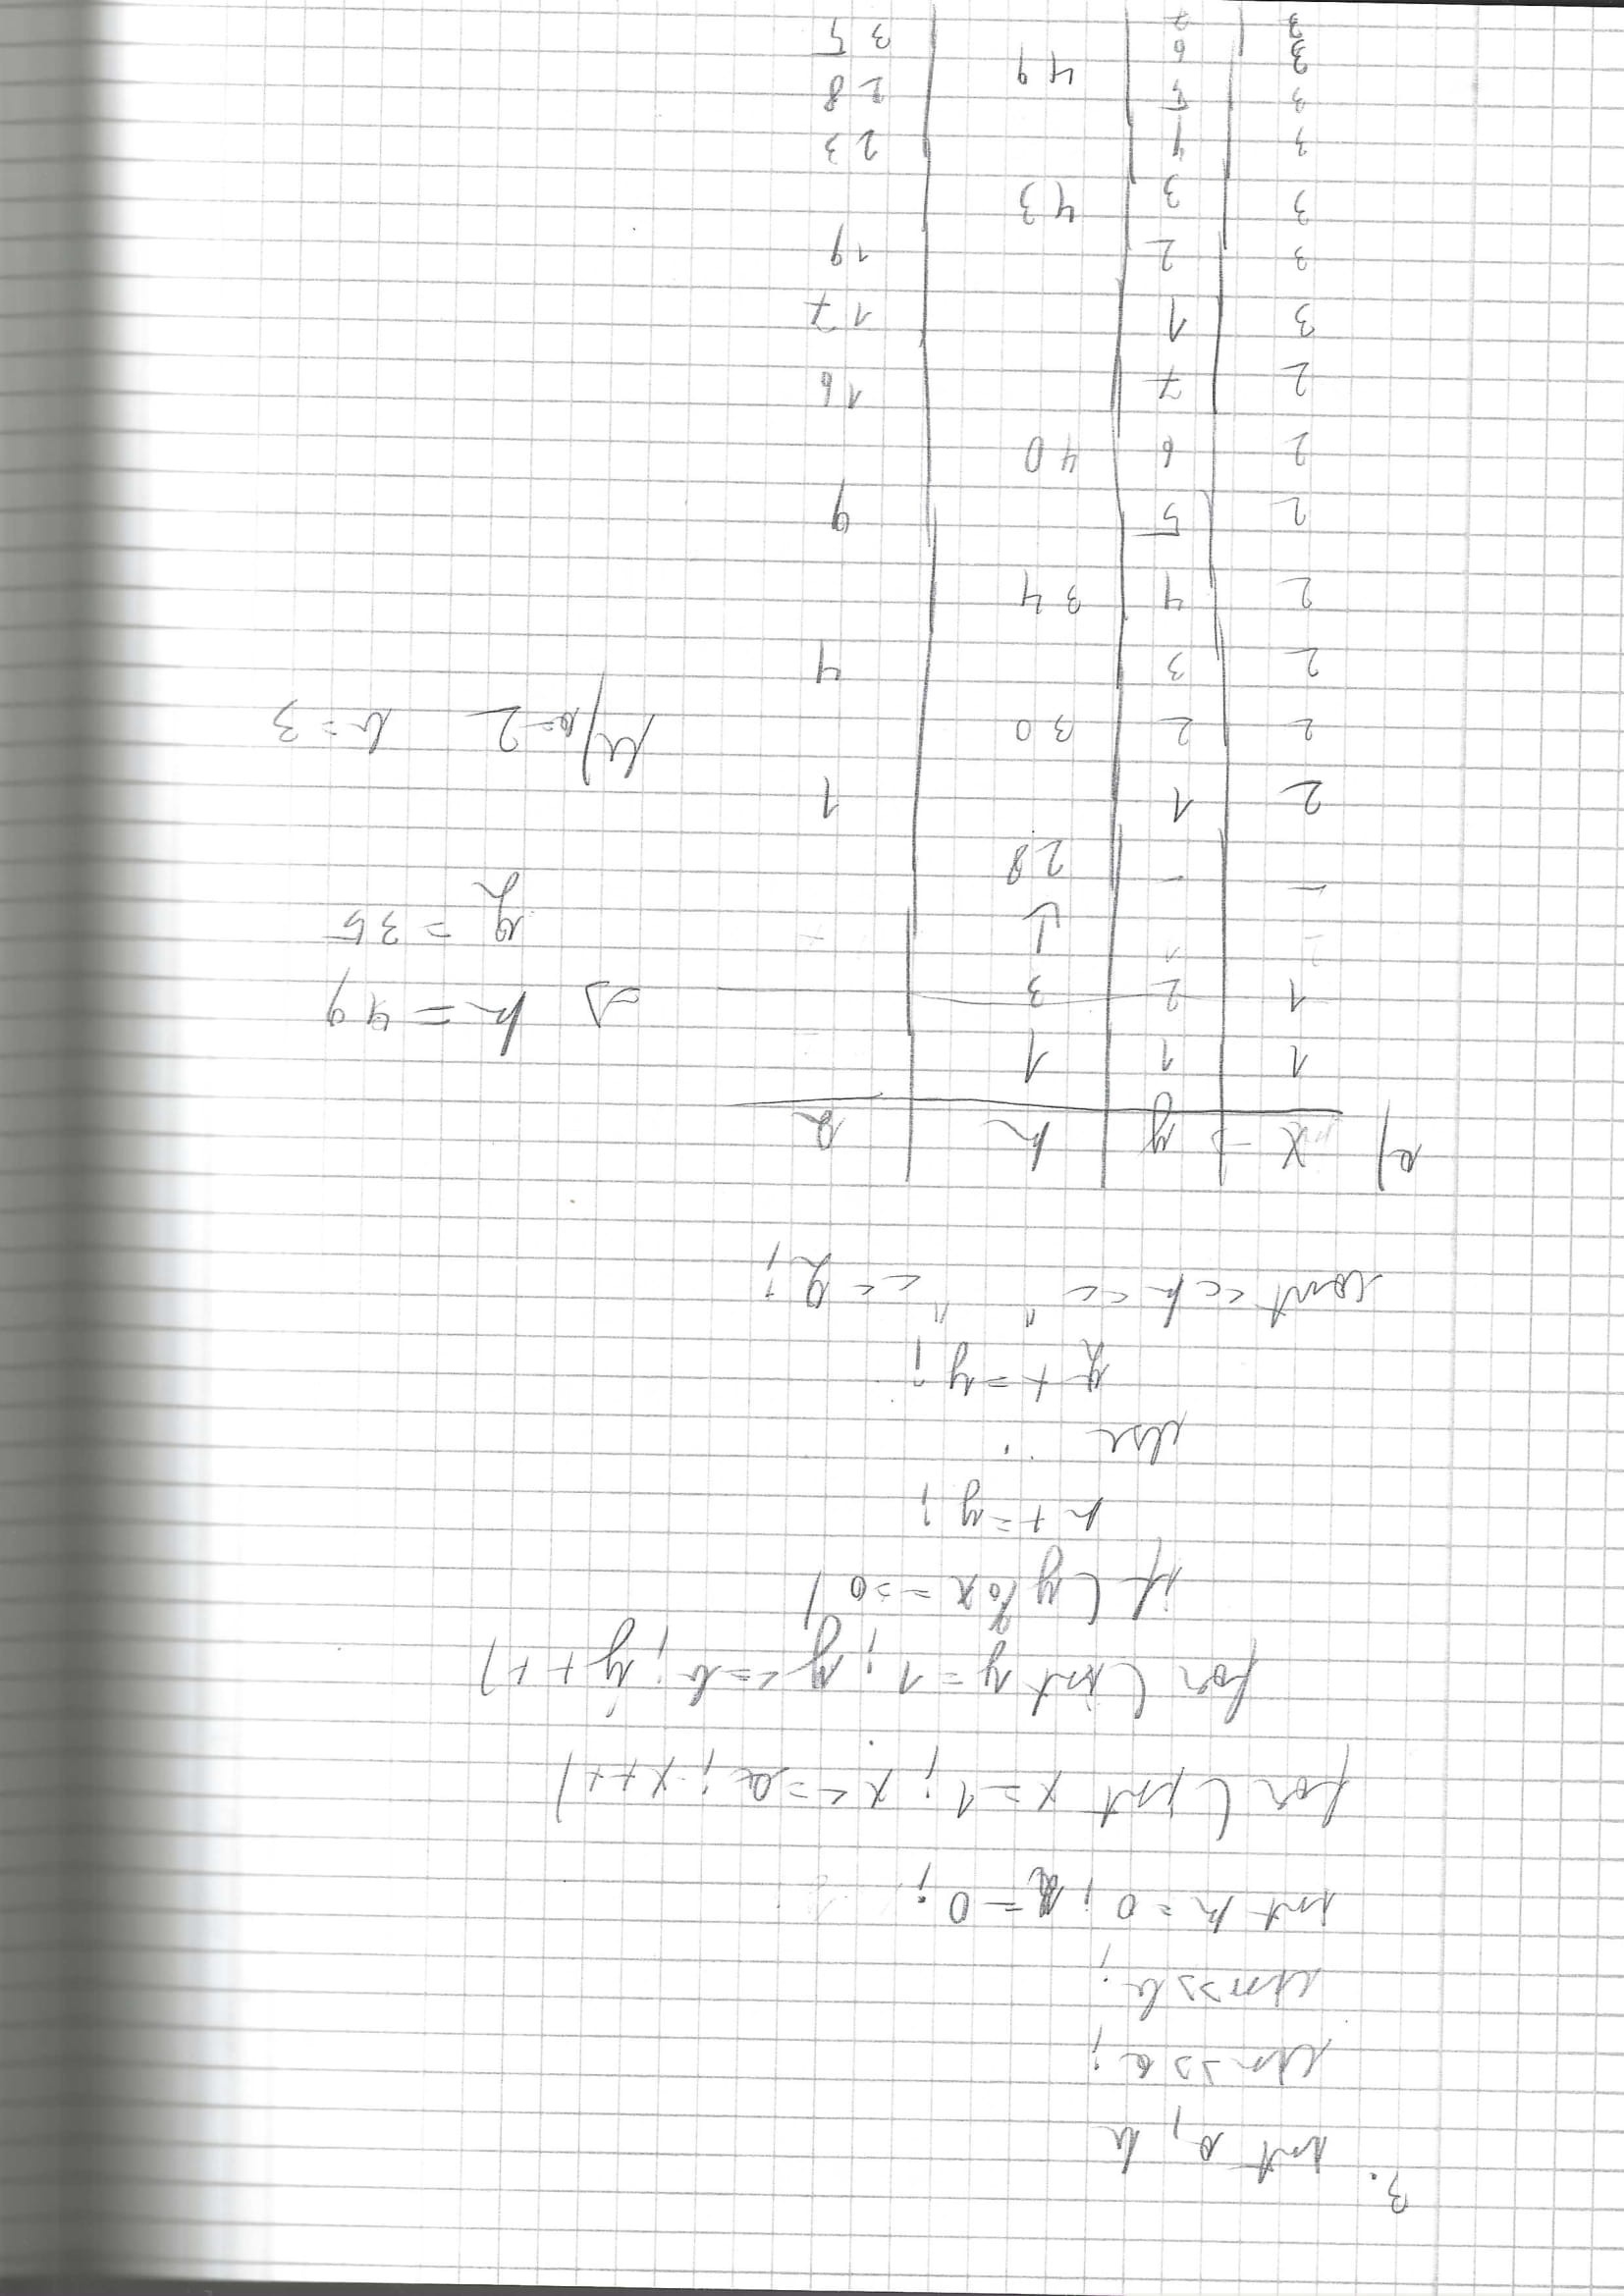 3. int a, b
cin>>a;
cin>>b;
int h=0; g=0;
for (int x=1; x<=a; x++)
for (int y=1; y<=b; y++)
if (y%x==0)
h+=y;
else
g+=y;
cout<<h<<" "<<g;
a) x y h g
1 1 1
1 2 3 → h = 49
↓ g = 35
- - 28
2 1 1
2 2 30 b) a=2 b=3
2 3 4
2 4 34
2 5 9
2 6 40
2 7 16
3 1 17
3 2 19
3 3 43
3 4 23
3 5 28
3 6 49
3 7 35